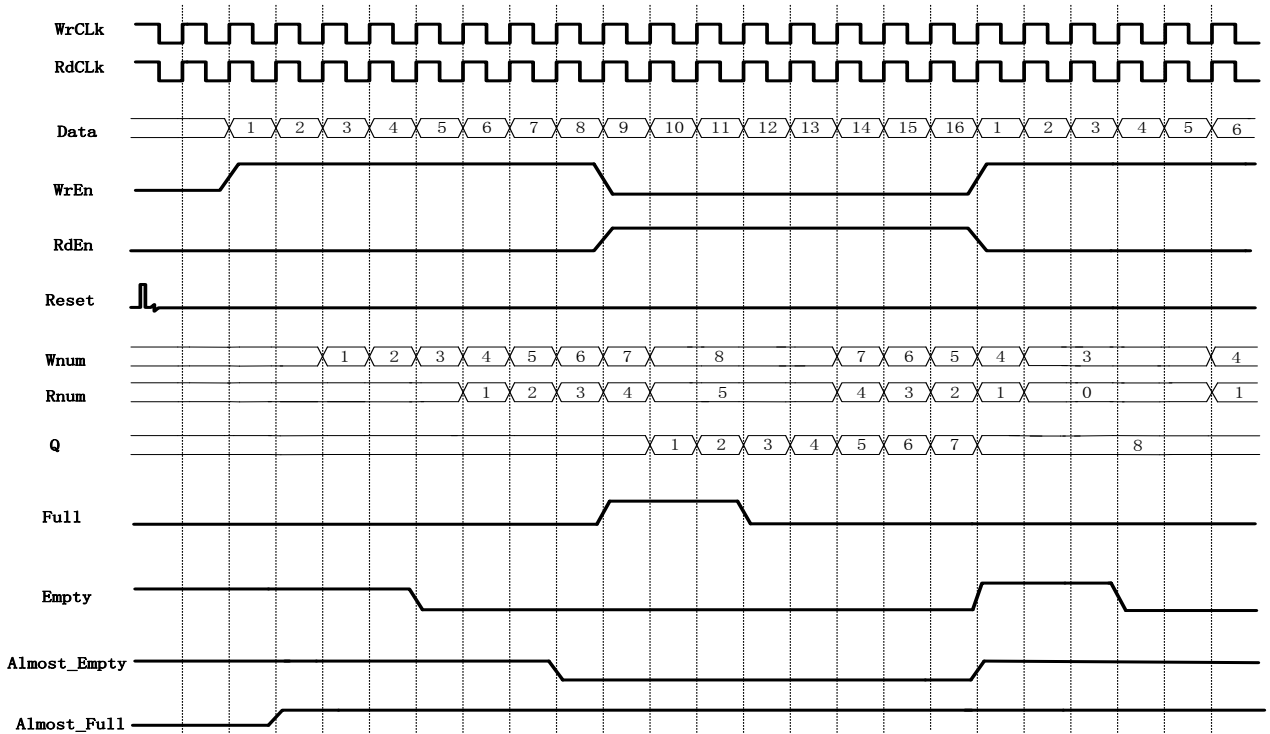 WrCLk
RdCLk
Data 1 2 3 4 5 6 7 8 9 10 11 12 13 14 15 16 1 2 3 4 5 6
WrEn
RdEn
Reset
Wnum 1 2 3 4 5 6 7 8 7 6 5 4 3 4
Rnum 1 2 3 4 5 4 3 2 1 0 1
Q 1 2 3 4 5 6 7 8
Full
Empty
Almost_Empty
Almost_Full